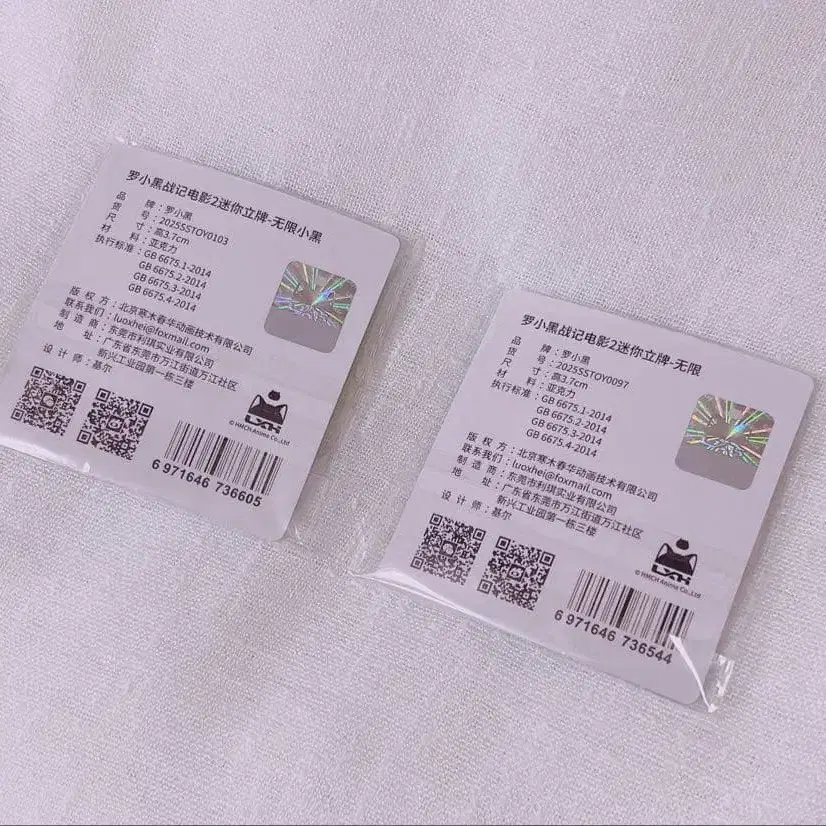 罗小黑战记电影2迷你立牌-无限小黑
品 牌：罗小黑
货 号：2025SSTOY0103
尺 寸：高3.7cm
材 料：亚克力
执行标准：GB 6675.1-2014
GB 6675.2-2014
GB 6675.3-2014
GB 6675.4-2014
版 权 方：北京寒木春华动画技术有限公司
联系我们：luoxhei@foxmail.com
制 造 商：东莞市利琪实业有限公司
地 址：广东省东莞市万江街道万江社区
新兴工业园第一栋三楼
设 计 师：基尔
LXH
© HMCH Anime Co.,Ltd
6 971646 736605
罗小黑战记电影2迷你立牌-无限
品 牌：罗小黑
货 号：2025SSTOY0097
尺 寸：高3.7cm
材 料：亚克力
执行标准：GB 6675.1-2014
GB 6675.2-2014
GB 6675.3-2014
GB 6675.4-2014
版 权 方：北京寒木春华动画技术有限公司
联系我们：luoxhei@foxmail.com
制 造 商：东莞市利琪实业有限公司
地 址：广东省东莞市万江街道万江社区
新兴工业园第一栋三楼
设 计 师：基尔
LXH
© HMCH Anime Co.,Ltd
6 971646 736544